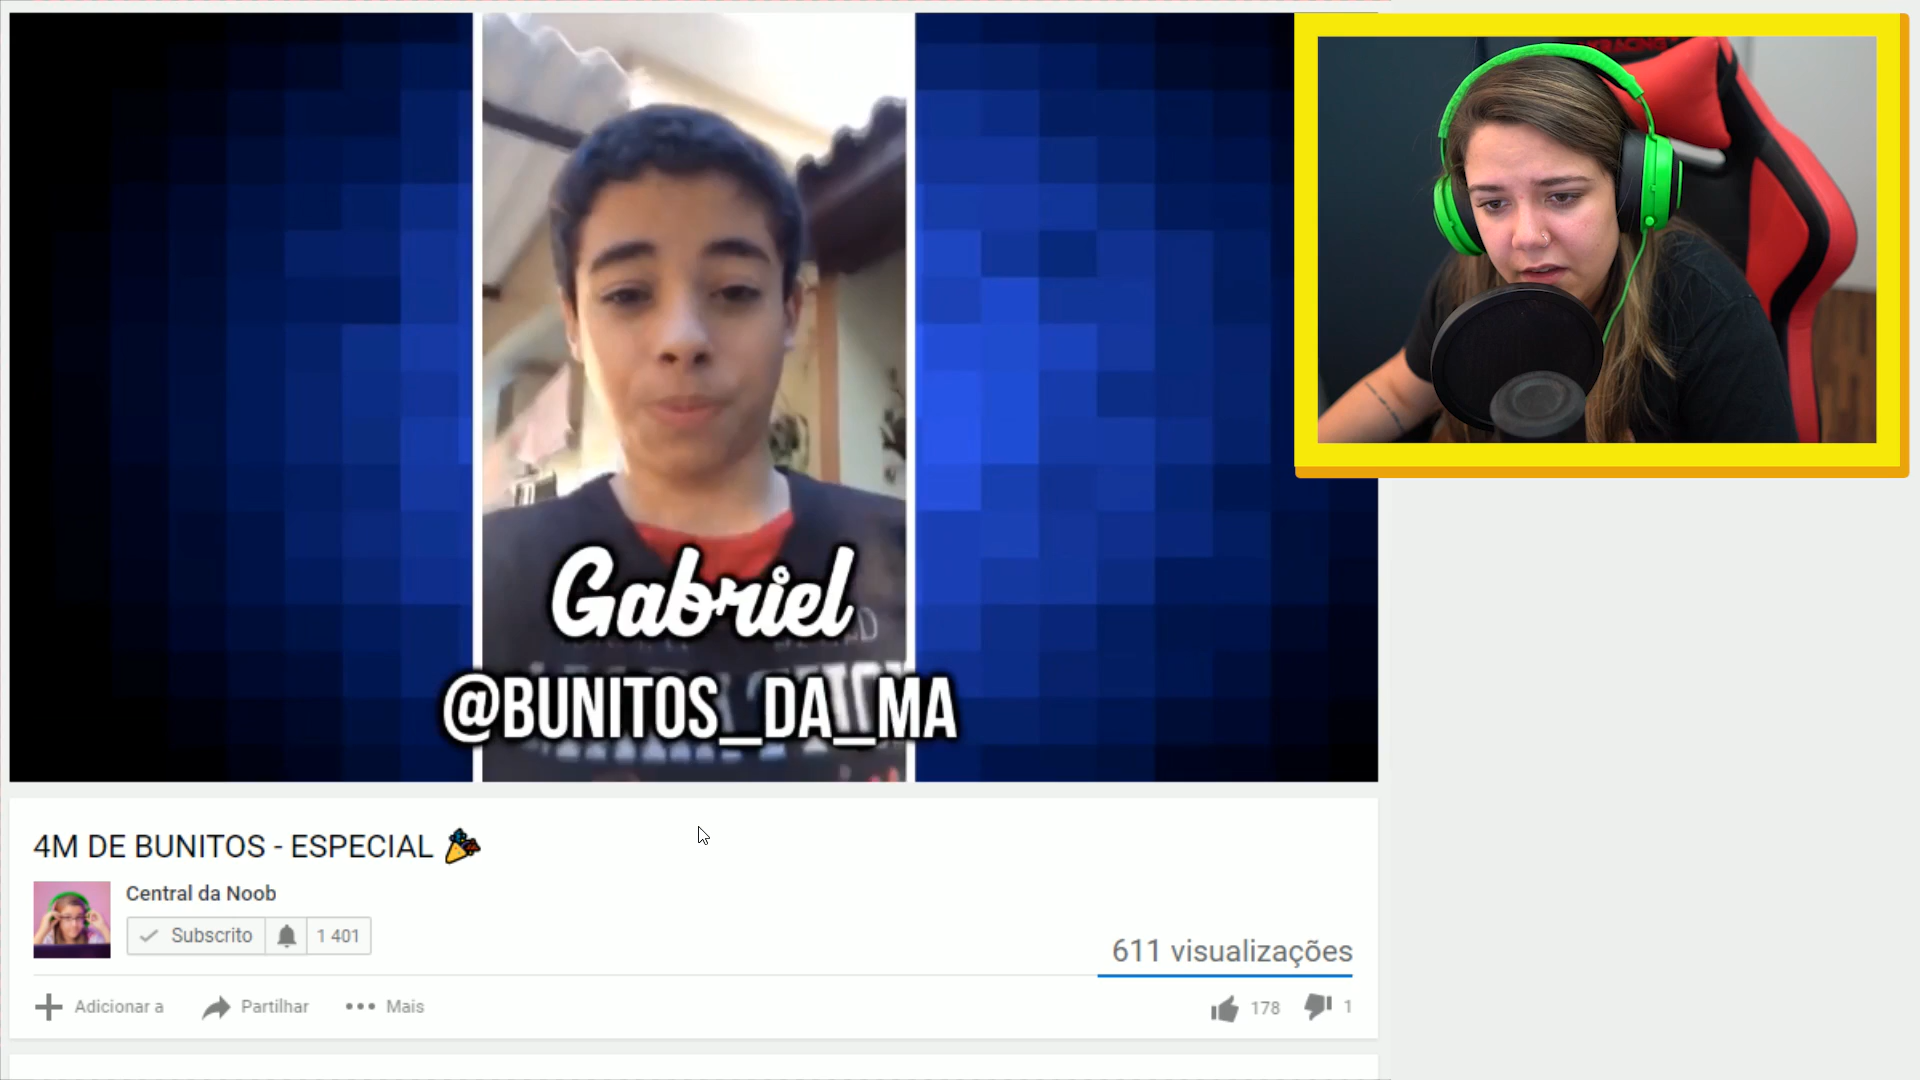 Gabriel
@BUNITOS_DA_MA
4M DE BUNITOS - ESPECIAL
Central da Noob
Subscrito
1 401
611 visualizações
Adicionar a
Partilhar
Mais
178
1